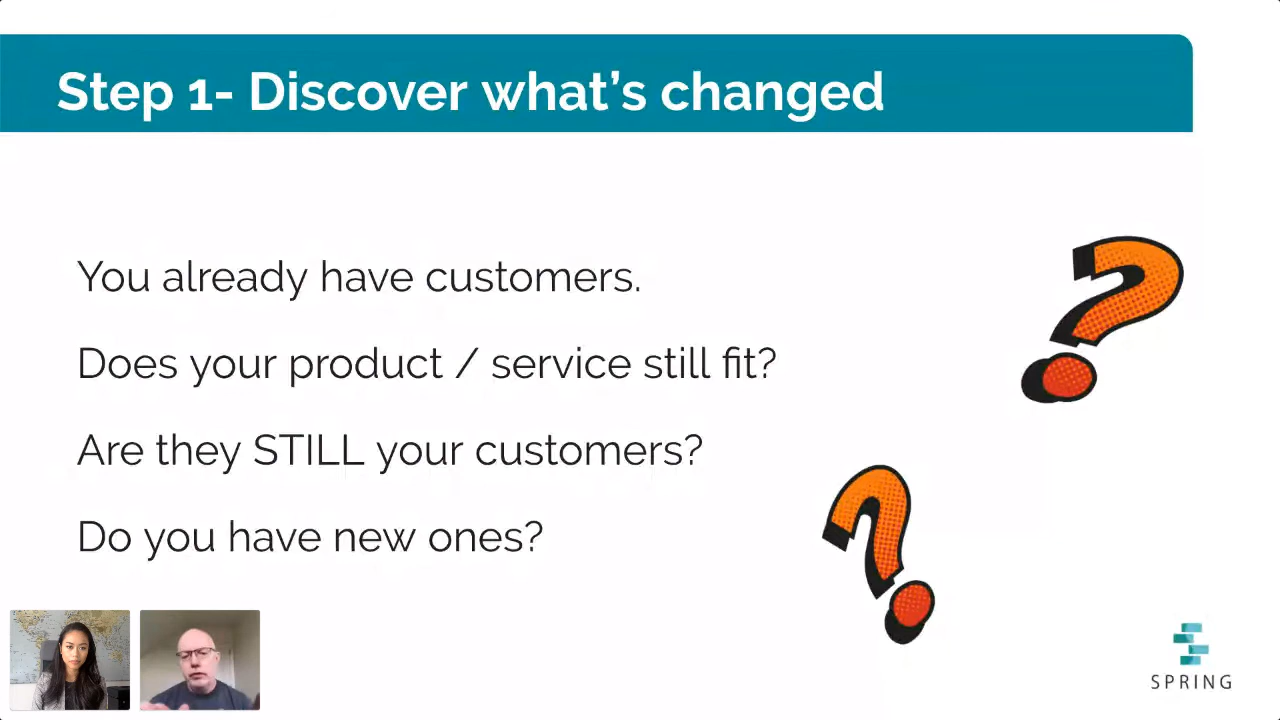 Step 1- Discover what's changed
You already have customers.
Does your product / service still fit?
Are they STILL your customers?
Do you have new ones?
SPRING